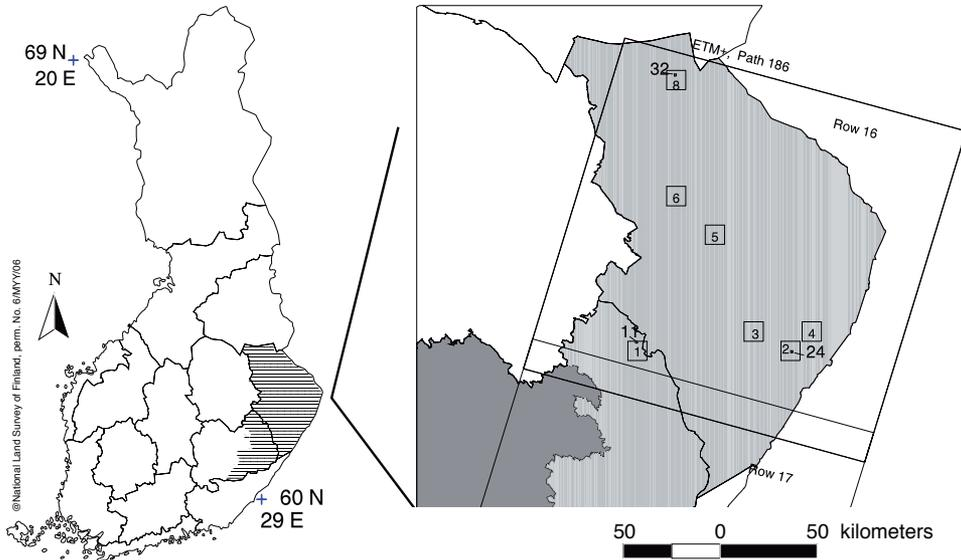 69 N
20 E
N
@National Land Survey of Finland, perm. No. 6/MYY/06
60 N
29 E
ETM+, Path 186
Row 16
32
8
6
5
3
4
11
1
2
24
Row 17
50 0 50 kilometers